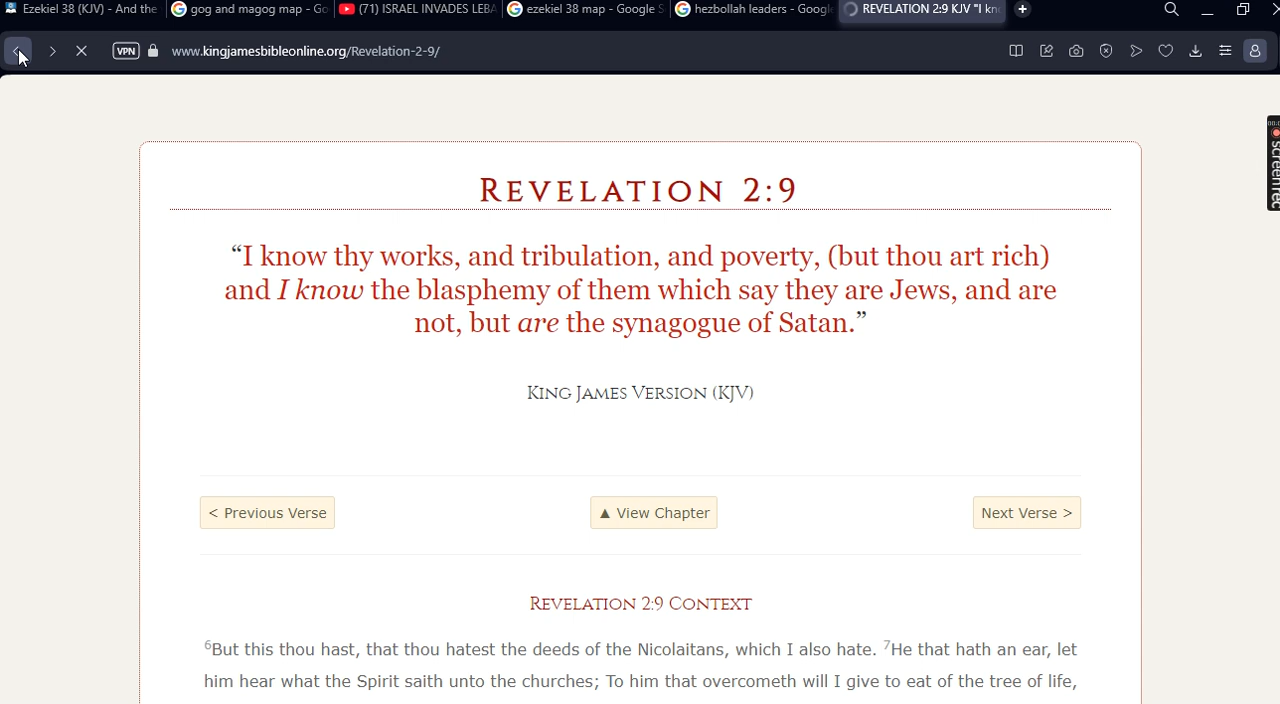 Ezekiel 38 (KJV) - And the
gog and magog map - Go
(71) ISRAEL INVADES LEBA
ezekiel 38 map - Google S
hezbollah leaders - Google
REVELATION 2:9 KJV "I kno
VPN
www.kingjamesbibleonline.org/Revelation-2-9/
screenrec
REVELATION 2:9
“I know thy works, and tribulation, and poverty, (but thou art rich)
and I know the blasphemy of them which say they are Jews, and are
not, but are the synagogue of Satan.”
KING JAMES VERSION (KJV)
< Previous Verse
▲ View Chapter
Next Verse >
REVELATION 2:9 CONTEXT
6But this thou hast, that thou hatest the deeds of the Nicolaitans, which I also hate. 7He that hath an ear, let
him hear what the Spirit saith unto the churches; To him that overcometh will I give to eat of the tree of life,